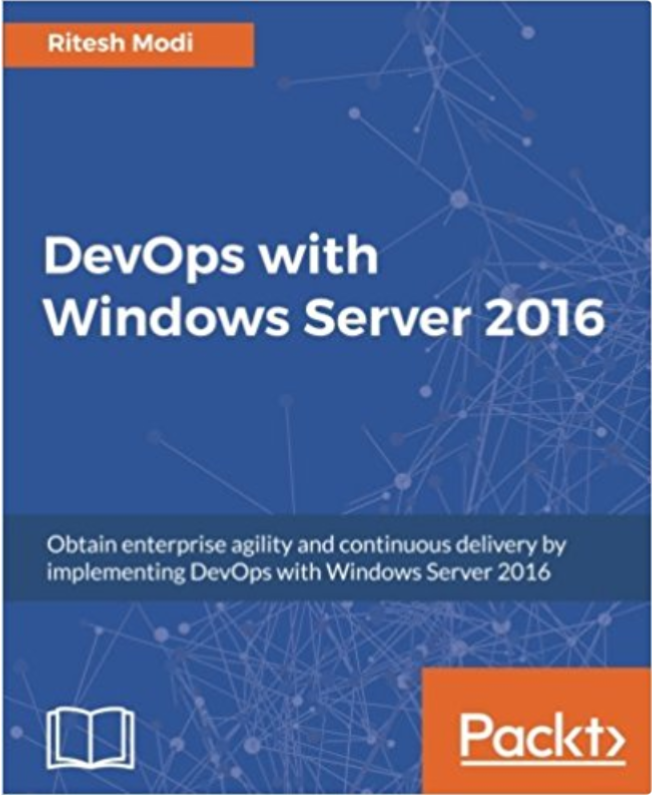 Ritesh Modi
DevOps with
Windows Server 2016
Obtain enterprise agility and continuous delivery by
implementing DevOps with Windows Server 2016
Packt>